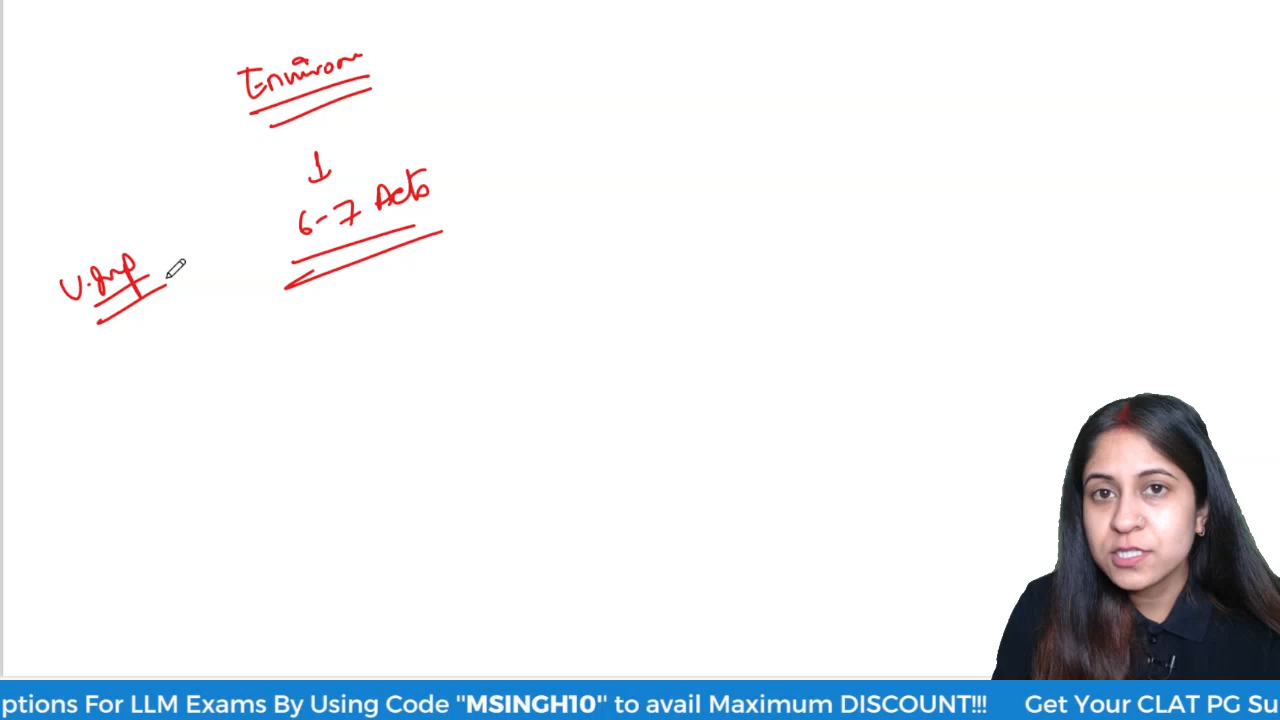 Environ
6-7 Acts
V. Imp
ptions For LLM Exams By Using Code "MSINGH10" to avail Maximum DISCOUNT!!! Get Your CLAT PG Su